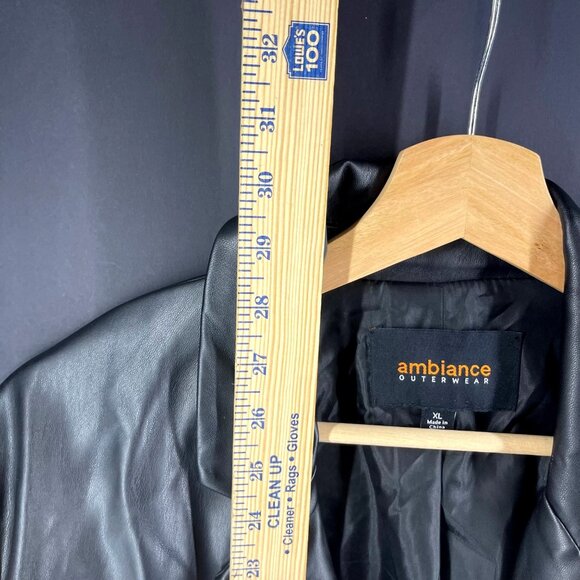 LOWE'S
100
32
31
30
29
28
27
26
25
24
23
CLEAN UP
• Cleaner • Rags • Gloves
ambiance
OUTERWEAR
XL
Made in
China